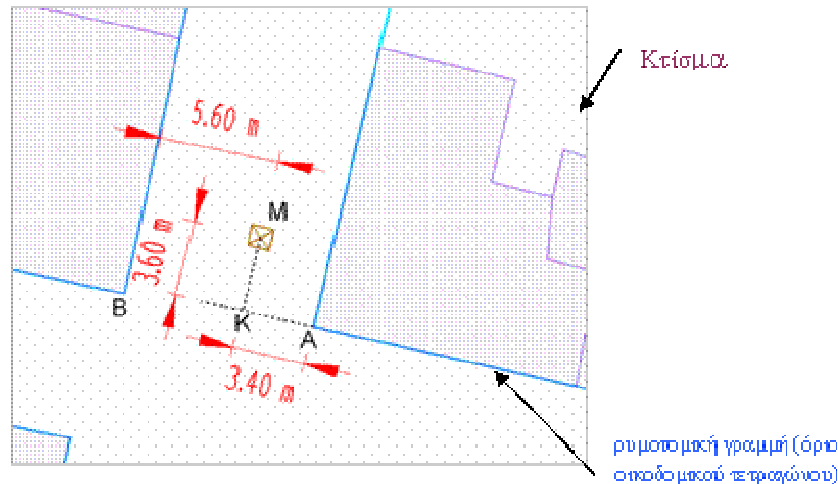 Κτίσμα
5.60 m
M
3.60 m
B
K
A
3.40 m
ρυμοτομική γραμμή (όριο
οικοδομικού τετραγώνου)